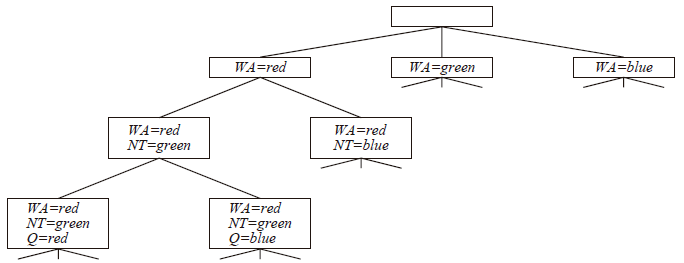 WA=red
WA=green
WA=blue
WA=red
NT=green
WA=red
NT=blue
WA=red
NT=green
Q=red
WA=red
NT=green
Q=blue